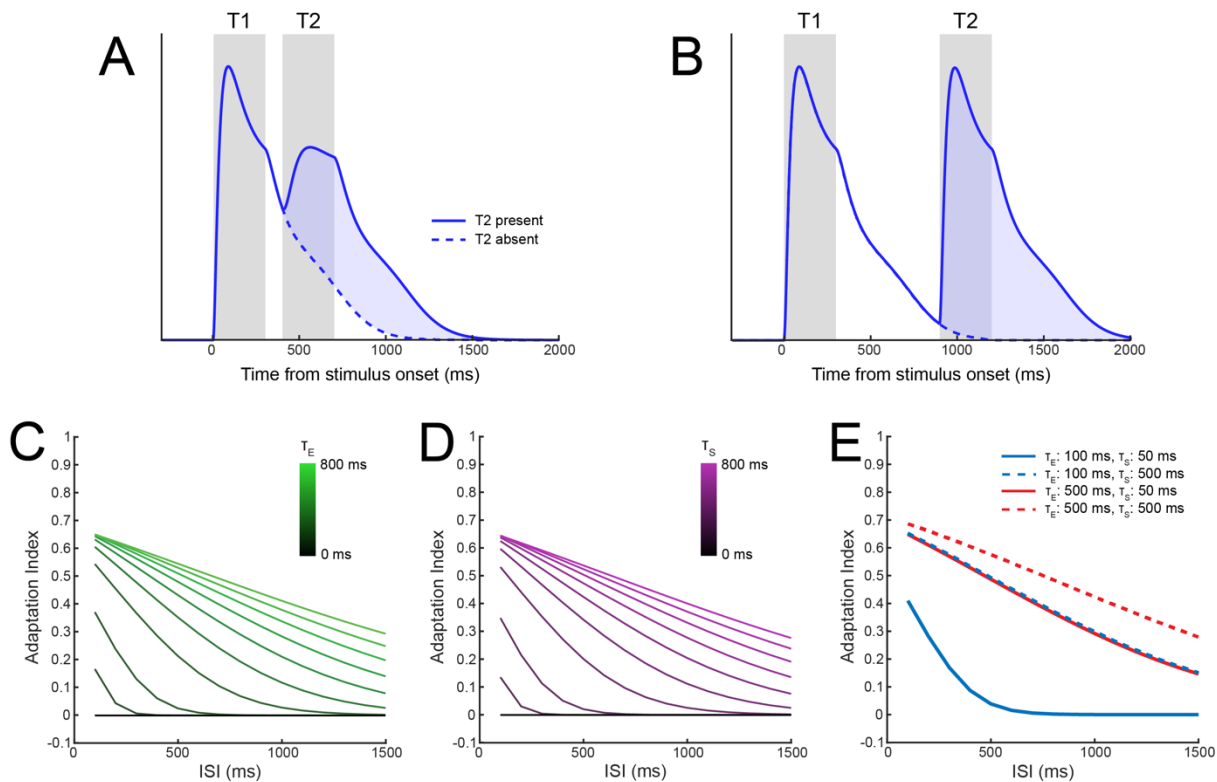 T1 T2
A
T2 present
T2 absent
0 500 1000 1500 2000
Time from stimulus onset (ms)
T1 T2
B
0 500 1000 1500 2000
Time from stimulus onset (ms)
C
Adaptation Index
1
0.9
0.8
0.7
0.6
0.5
0.4
0.3
0.2
0.1
0
-0.1
τE
800 ms
0 ms
500 1000 1500
ISI (ms)
D
Adaptation Index
1
0.9
0.8
0.7
0.6
0.5
0.4
0.3
0.2
0.1
0
-0.1
τS
800 ms
0 ms
500 1000 1500
ISI (ms)
E
Adaptation Index
1
0.9
0.8
0.7
0.6
0.5
0.4
0.3
0.2
0.1
0
-0.1
τE: 100 ms, τS: 50 ms
τE: 100 ms, τS: 500 ms
τE: 500 ms, τS: 50 ms
τE: 500 ms, τS: 500 ms
500 1000 1500
ISI (ms)